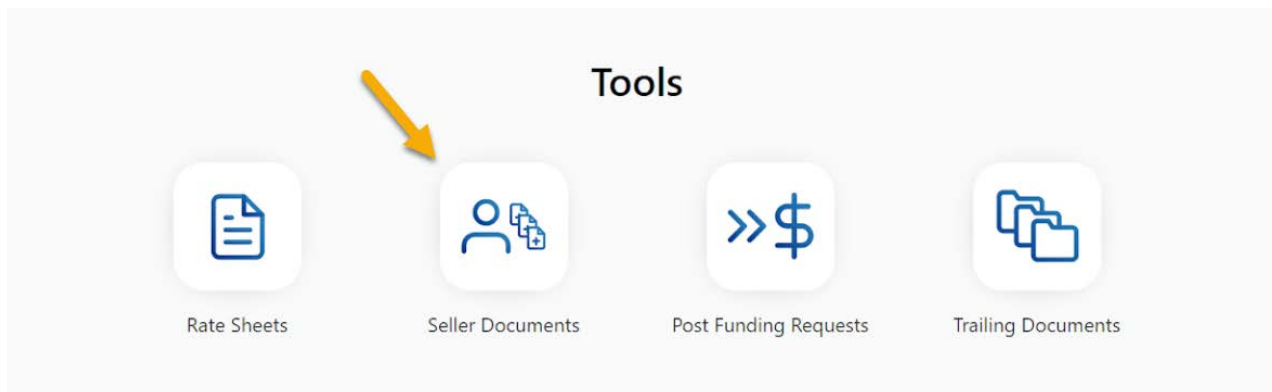 Tools
Rate Sheets
Seller Documents
Post Funding Requests
Trailing Documents